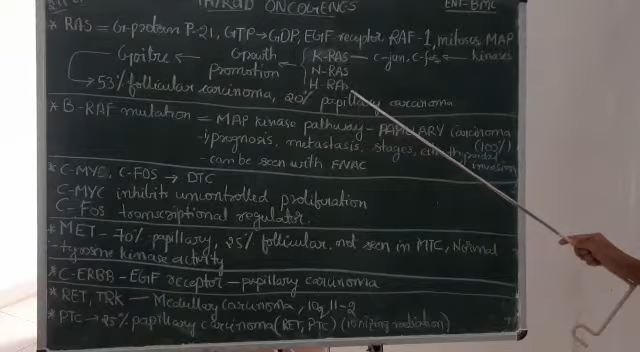 THYROID ONCOGENES
ENT-BMC
* RAS = G-protein P-21, GTP→GDP, EGF receptor RAF-1, mitoses MAP
Goitre ← Growth promotion ← K-RAS ← c-jun, c-fos ← kinases
N-RAS
H-RAS
→ 53% follicular carcinoma, 20% papillary carcinoma
* B-RAF mutation = MAP kinase pathway - PAPILLARY carcinoma (100%)
- prognosis, metastasis, stages, invasion
- can be seen with FNAC
* C-MYC, C-FOS → DTC
C-MYC inhibits uncontrolled proliferation
C-FOS transcriptional regulator.
* MET - 70% papillary, 25% follicular, not seen in MTC, Normal
- tyrosine kinase activity
* C-ERBB - EGF receptor - papillary carcinoma
* RET, TRK - Medullary carcinoma, 10q 11-2
* PTC → 25% papillary carcinoma (RET, PTC) (ionizing radiation)